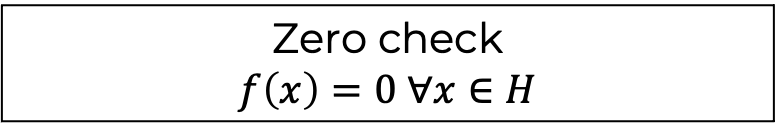 Zero check
f(x) = 0 ∀x ∈ H